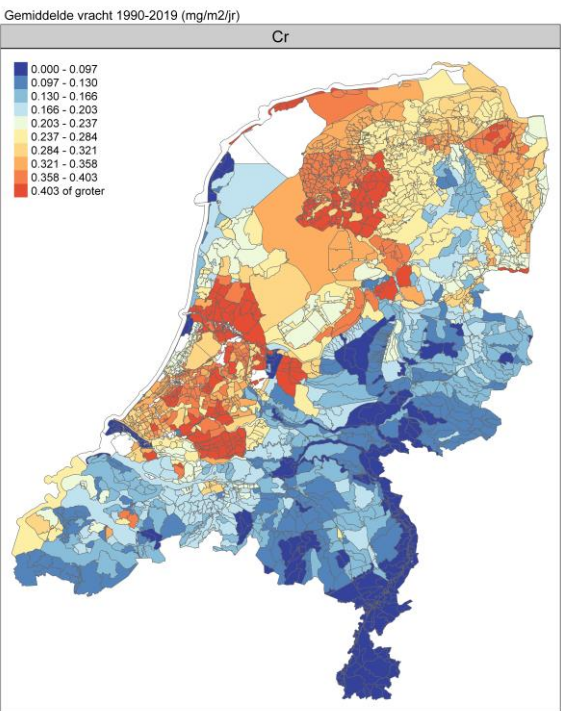 Gemiddelde vracht 1990-2019 (mg/m2/jr)
Cr
0.000 - 0.097
0.097 - 0.130
0.130 - 0.166
0.166 - 0.203
0.203 - 0.237
0.237 - 0.284
0.284 - 0.321
0.321 - 0.358
0.358 - 0.403
0.403 of groter